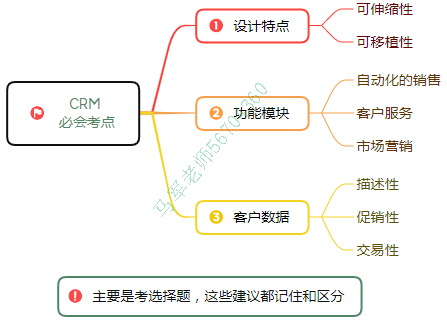 CRM
必会考点
1 设计特点
可伸缩性
可移植性
2 功能模块
自动化的销售
客户服务
市场营销
3 客户数据
描述性
促销性
交易性
主要是考选择题，这些建议都记住和区分